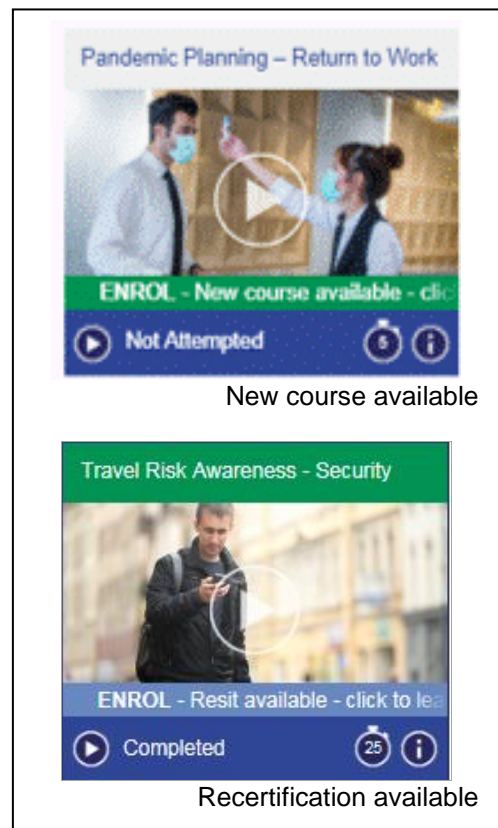 Pandemic Planning – Return to Work
ENROL - New course available - clic
Not Attempted
5
New course available
Travel Risk Awareness - Security
ENROL - Resit available - click to lea
Completed
25
Recertification available